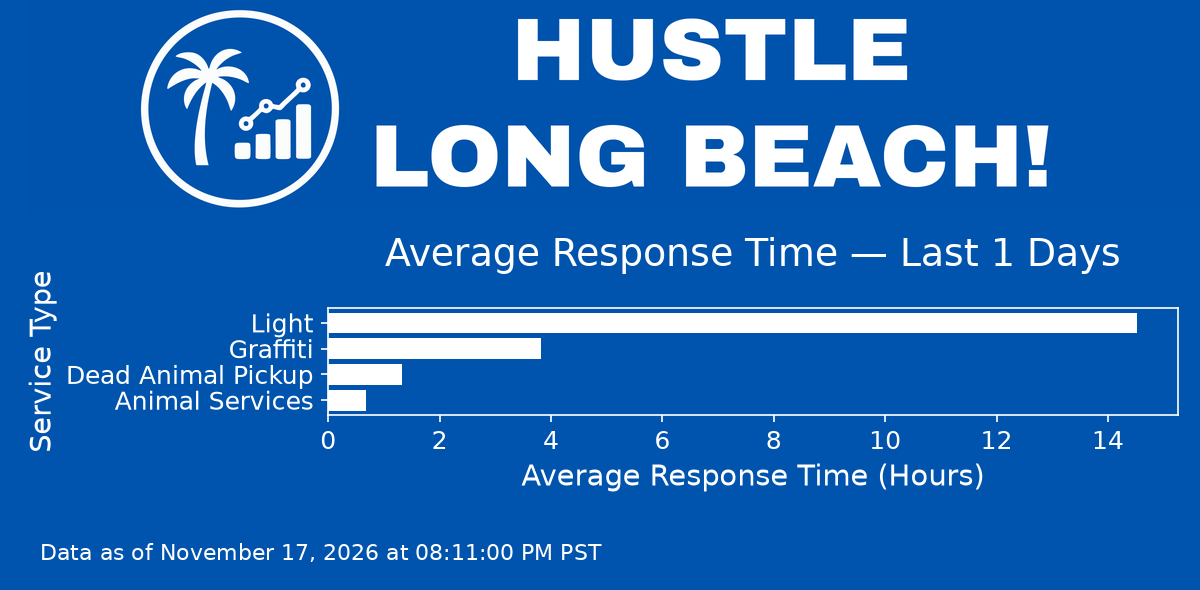 HUSTLE
LONG BEACH!
Average Response Time — Last 1 Days
Service Type
Light
Graffiti
Dead Animal Pickup
Animal Services
0 2 4 6 8 10 12 14
Average Response Time (Hours)
Data as of November 17, 2026 at 08:11:00 PM PST